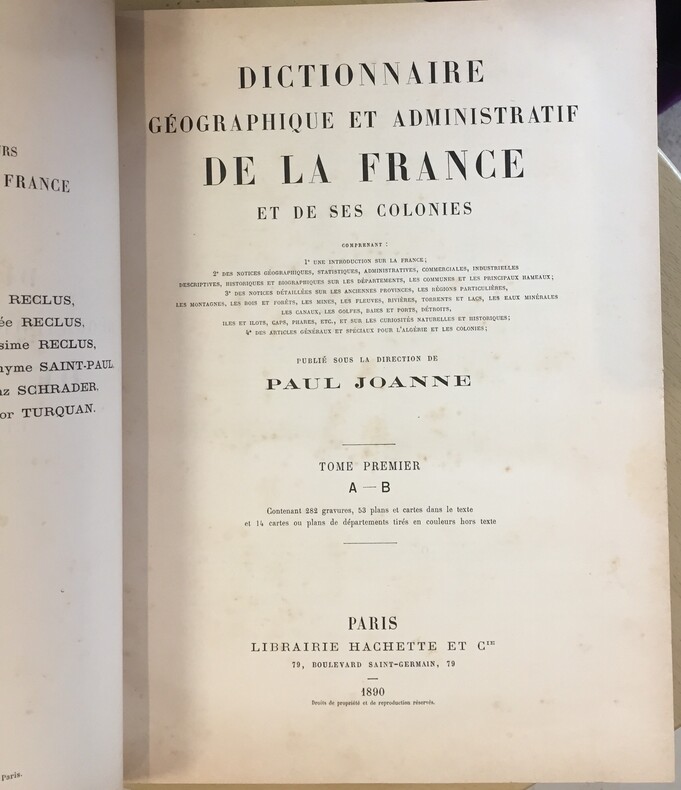 RS
FRANCE
RECLUS,
ée RECLUS,
sime RECLUS,
nyme SAINT-PAUL,
nz SCHRADER,
or TURQUAN.
Paris.
DICTIONNAIRE
GÉOGRAPHIQUE ET ADMINISTRATIF
DE LA FRANCE
ET DE SES COLONIES
COMPRENANT :
1° UNE INTRODUCTION SUR LA FRANCE;
2° DES NOTICES GÉOGRAPHIQUES, STATISTIQUES, ADMINISTRATIVES, COMMERCIALES, INDUSTRIELLES
DESCRIPTIVES, HISTORIQUES ET BIOGRAPHIQUES SUR LES DÉPARTEMENTS, LES COMMUNES ET LES PRINCIPAUX HAMEAUX;
3° DES NOTICES DÉTAILLÉES SUR LES ANCIENNES PROVINCES, LES RÉGIONS PARTICULIÈRES,
LES MONTAGNES, LES BOIS ET FORÊTS, LES MINES, LES FLEUVES, RIVIÈRES, TORRENTS ET LACS, LES EAUX MINÉRALES
LES CANAUX, LES GOLFES, BAIES ET PORTS, DÉTROITS,
ILES ET ILOTS, CAPS, PHARES, ETC., ET SUR LES CURIOSITÉS NATURELLES ET HISTORIQUES;
4° DES ARTICLES GÉNÉRAUX ET SPÉCIAUX POUR L'ALGÉRIE ET LES COLONIES;
PUBLIÉ SOUS LA DIRECTION DE
PAUL JOANNE
TOME PREMIER
A — B
Contenant 282 gravures, 53 plans et cartes dans le texte
et 14 cartes ou plans de départements tirés en couleurs hors texte
PARIS
LIBRAIRIE HACHETTE ET Cie
79, BOULEVARD SAINT-GERMAIN, 79
1890
Droits de propriété et de reproduction réservés.